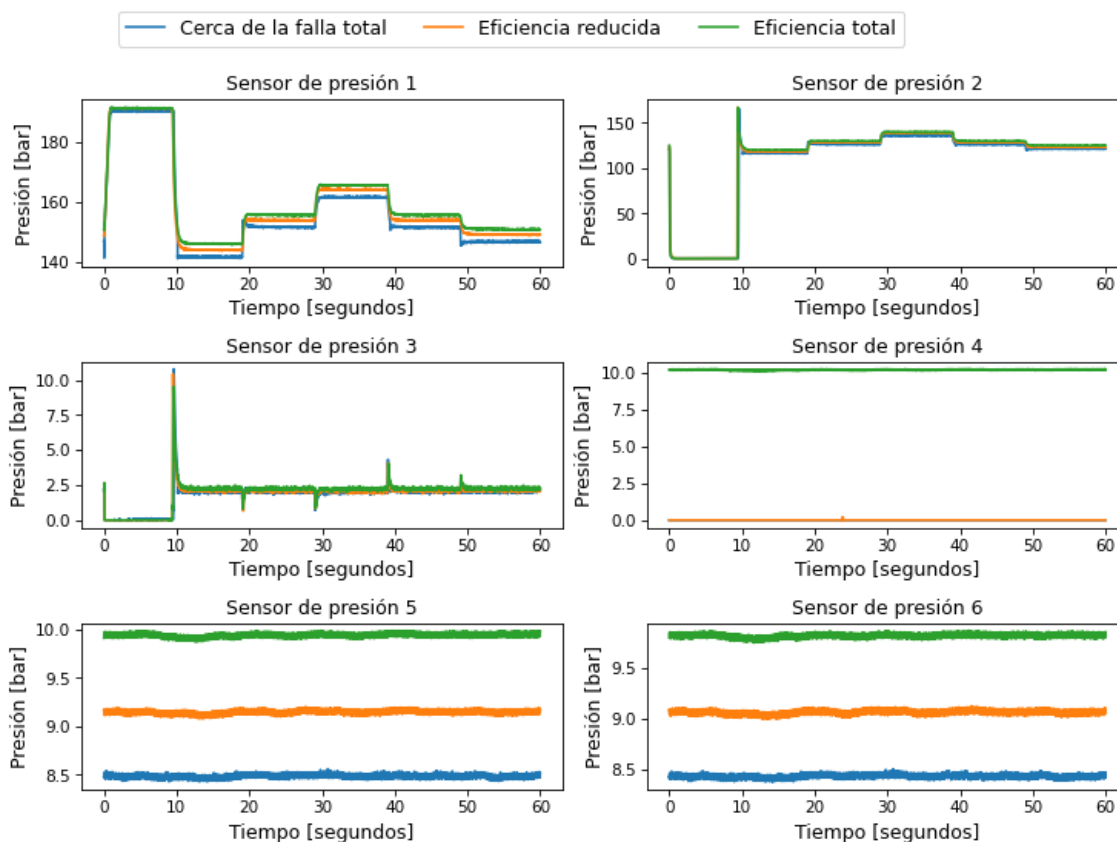 Cerca de la falla total Eficiencia reducida Eficiencia total
Sensor de presión 1
Presión [bar]
180
160
140
0 10 20 30 40 50 60
Tiempo [segundos]
Sensor de presión 2
Presión [bar]
150
100
50
0
0 10 20 30 40 50 60
Tiempo [segundos]
Sensor de presión 3
Presión [bar]
10.0
7.5
5.0
2.5
0.0
0 10 20 30 40 50 60
Tiempo [segundos]
Sensor de presión 4
Presión [bar]
10.0
7.5
5.0
2.5
0.0
0 10 20 30 40 50 60
Tiempo [segundos]
Sensor de presión 5
Presión [bar]
10.0
9.5
9.0
8.5
0 10 20 30 40 50 60
Tiempo [segundos]
Sensor de presión 6
Presión [bar]
9.5
9.0
8.5
0 10 20 30 40 50 60
Tiempo [segundos]